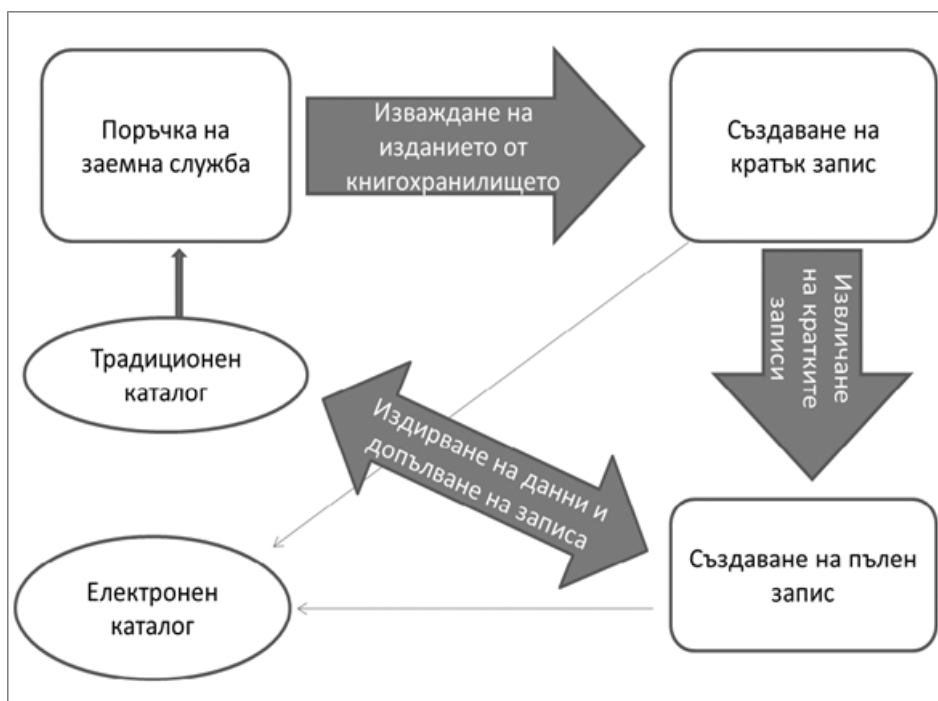 Поръчка на
заемна служба
Изваждане на
изданието от
книгохранилището
Създаване на
кратък запис
Извличане
на кратките
записи
Традиционен
каталог
Издирване на данни и
допълване на записа
Електронен
каталог
Създаване на пълен
запис